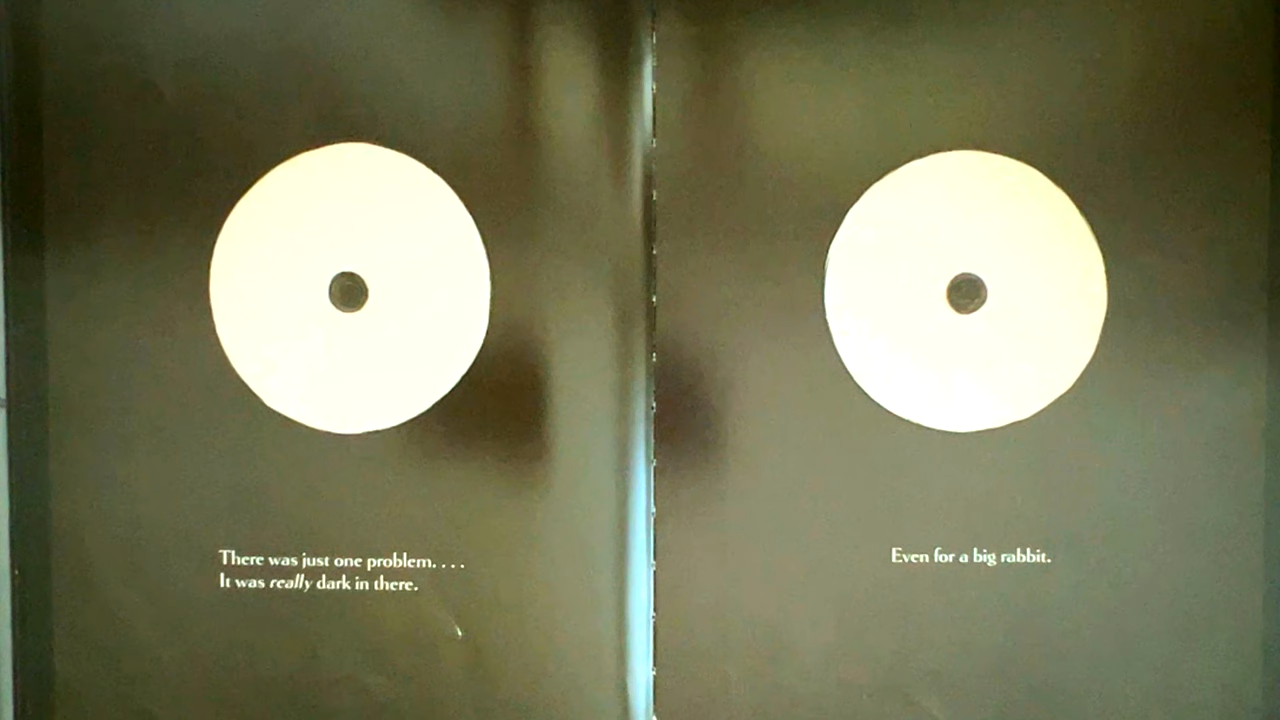 There was just one problem. . . .
It was really dark in there.
Even for a big rabbit.